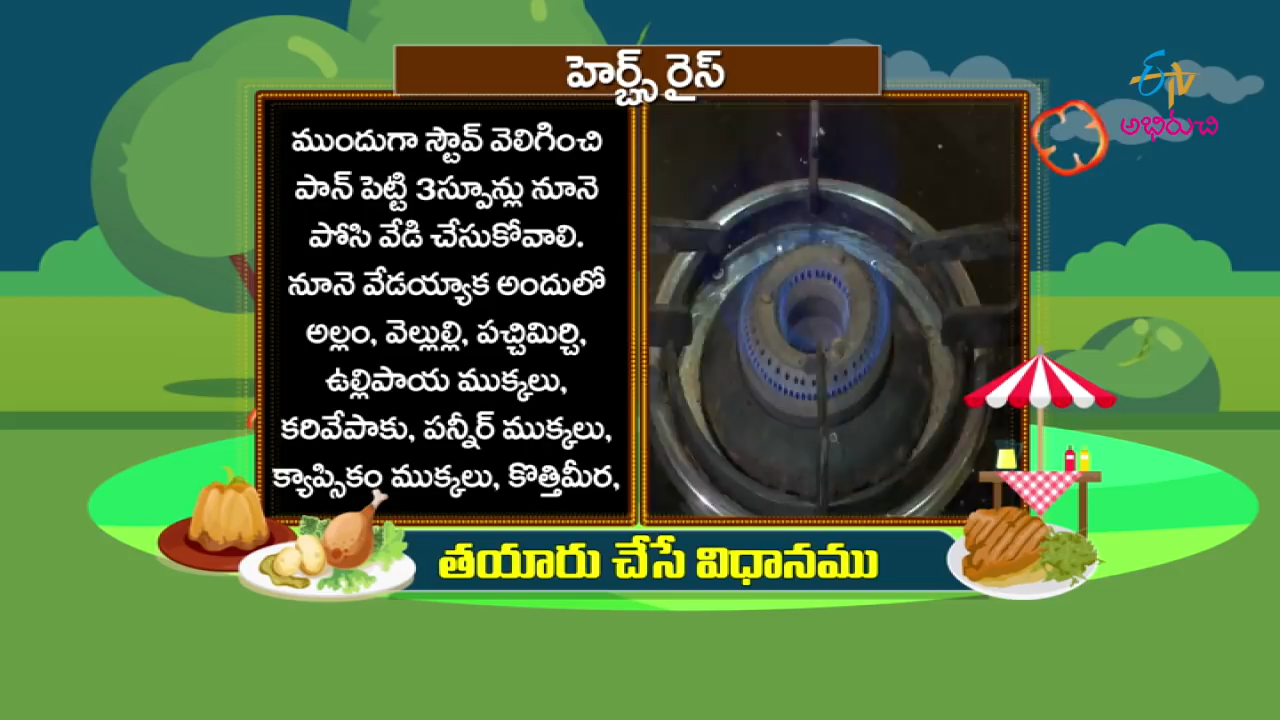 హెర్బ్స్ రైస్
ETV
అభిరుచి
ముందుగా స్టౌవ్ వెలిగించి
పాన్ పెట్టి 3స్పూన్లు నూనె
పోసి వేడి చేసుకోవాలి.
నూనె వేడయ్యాక అందులో
అల్లం, వెల్లుల్లి, పచ్చిమిర్చి,
ఉల్లిపాయ ముక్కలు,
కరివేపాకు, పన్నీర్ ముక్కలు,
క్యాప్సికం ముక్కలు, కొత్తిమీర,
తయారు చేసే విధానము